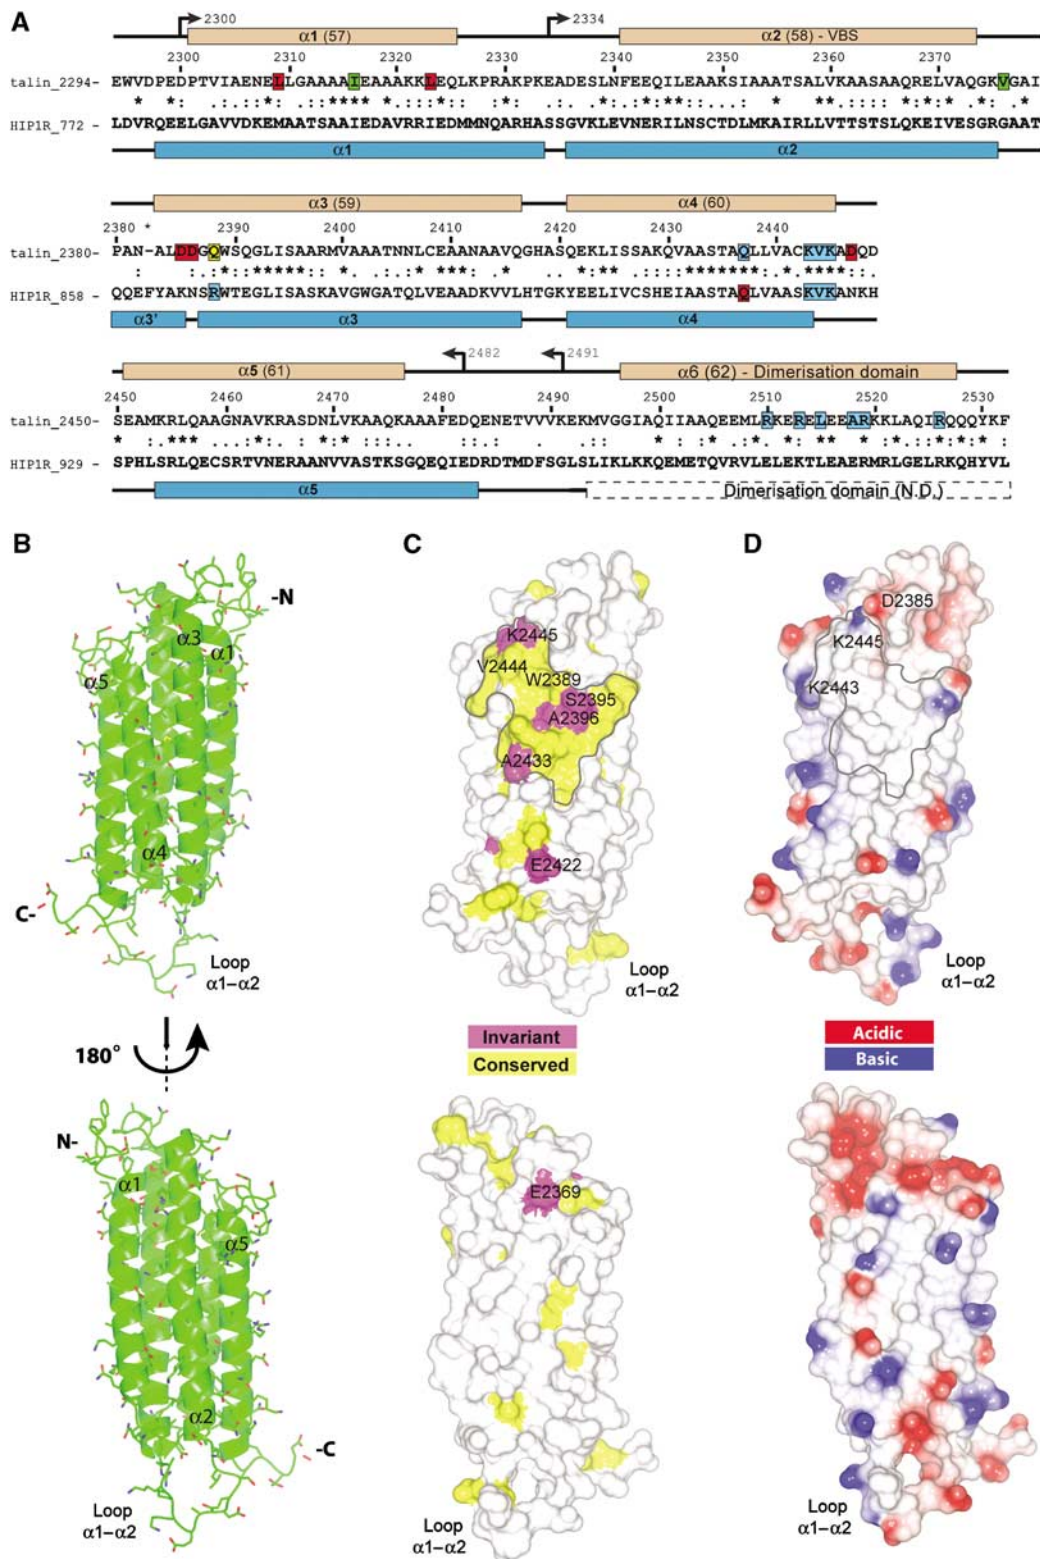 A
2300
2334
α1 (57)
α2 (58) - VBS
2300 2310 2320 2330 2340 2350 2360 2370
talin_2294- EWVDPEDPTVIAENELLGAAAAIEAAAKKLEQLKPRAKPKEADESLNFEEQILEAAKSIAAATSALVKAASAAQRELVAQGKVGAI
HIP1R_772 - LDVRQEELGAVVDKEMAATSAAIEDAVRRIEDMMNQARHASSGVKLEVNERILNSCTDLMKAIRLLVTTSTSLQKEIVESGRGAAT
α1
α2
α3 (59)
α4 (60)
2380 * 2390 2400 2410 2420 2430 2440
talin_2380- PAN-ALDDGQWSQGLISAARMVAAATNNLCEAANAAVQGHASQEKLISSAKQVAASTAQLLVACKVKADQD
HIP1R_858 - QQEFYAKNSRWTEGLISASKAVGWGATQLVEAADKVVLHTGKYEELIVCSHEIAASTAQLVAASKVKANKH
α3'
α3
α4
2482
2491
α5 (61)
α6 (62) - Dimerisation domain
2450 2460 2470 2480 2490 2500 2510 2520 2530
talin_2450- SEAMKRLQAAGNAVKRASDNLVKAAQKAAAFEDQENETVVVKEKMVGGIAQIIAAQEEMLRKERELEEARKKLAQIRQQQYKF
HIP1R_929 - SPHLSRLQECSRTVNERAANVVASTKSGQEQIEDRDTMDFSGLSLIKLKKQEMETQVRVLELEKTLEAERMRLGELRKQHYVL
α5
Dimerisation domain (N.D.)
B
-N
α3
α1
α5
α4
C-
Loop
α1–α2
180°
N-
α1
α5
α2
-C
Loop
α1–α2
C
K2445
V2444
W2389
S2395
A2396
A2433
E2422
Loop
α1–α2
Invariant
Conserved
E2369
Loop
α1–α2
D
D2385
K2445
K2443
Loop
α1–α2
Acidic
Basic
Loop
α1–α2